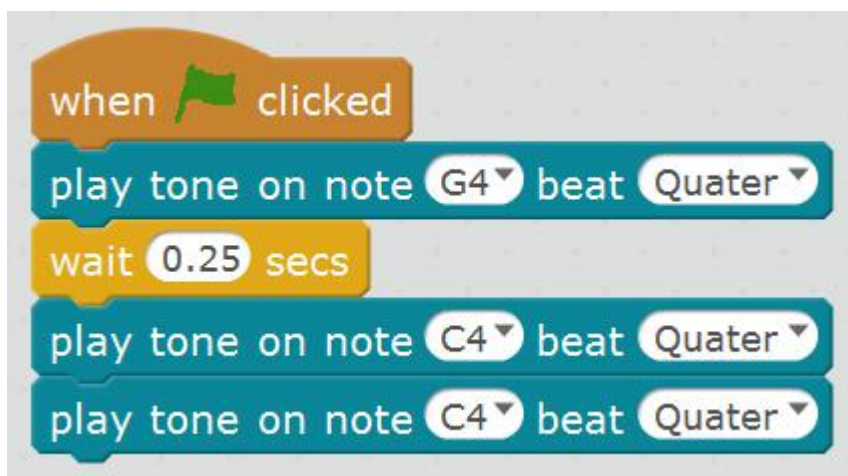 when clicked
play tone on note G4 beat Quater
wait 0.25 secs
play tone on note C4 beat Quater
play tone on note C4 beat Quater